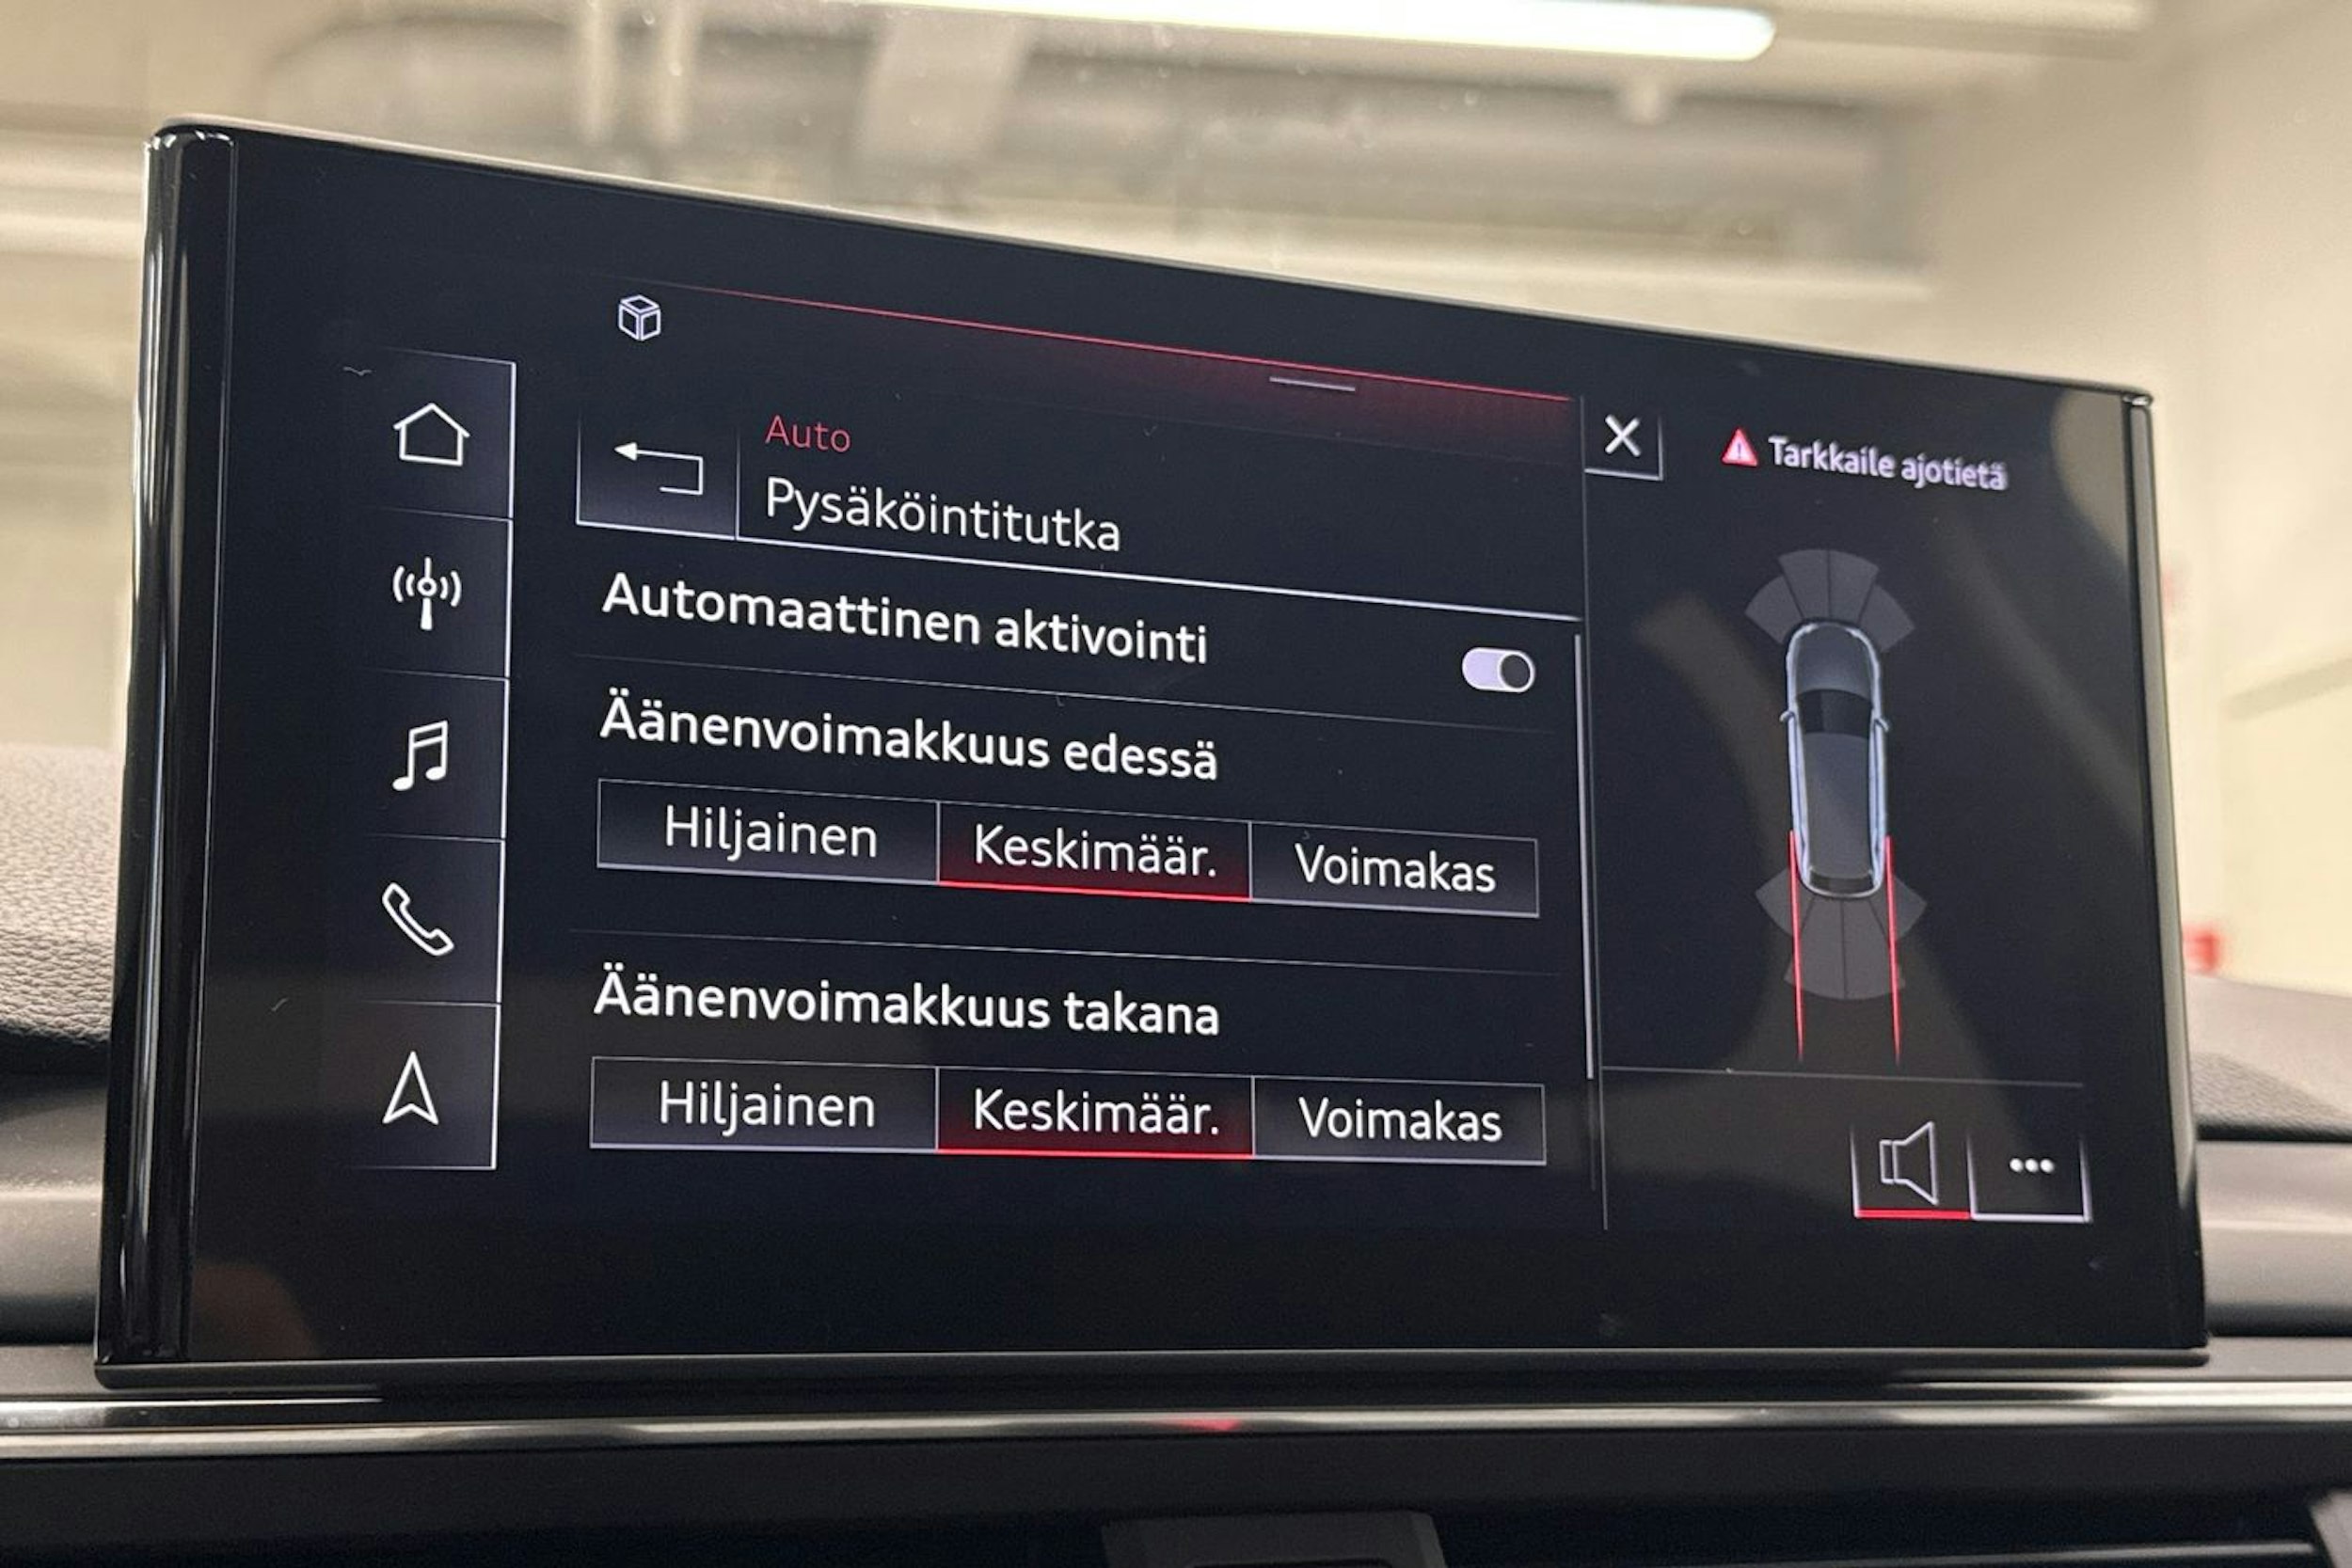 Auto
Pysäköintitutka
Automaattinen aktivointi
Äänenvoimakkuus edessä
Hiljainen Keskimäär. Voimakas
Äänenvoimakkuus takana
Hiljainen Keskimäär. Voimakas
Tarkkaile ajotietä